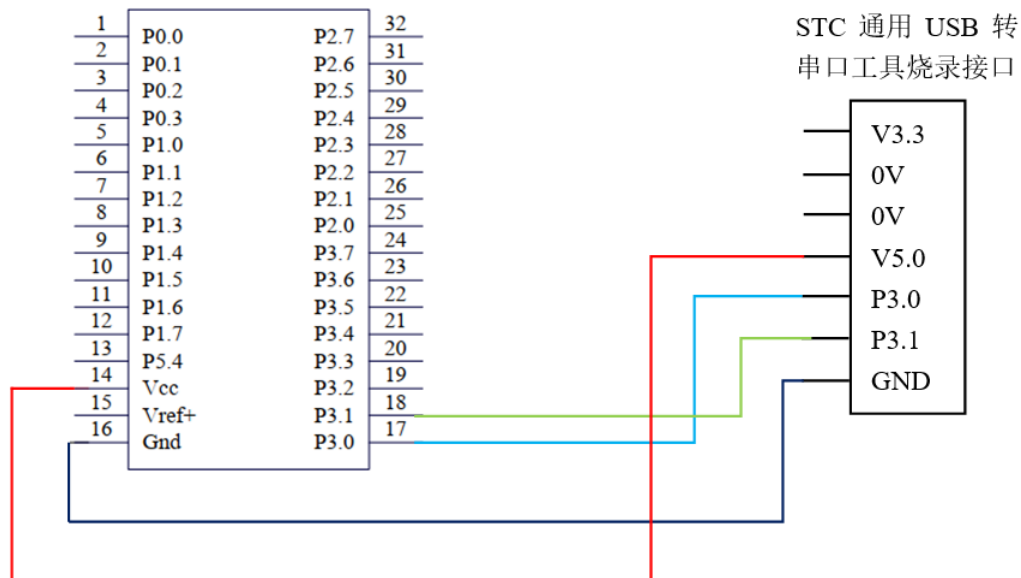 1 P0.0 P2.7 32
2 P0.1 P2.6 31
3 P0.2 P2.5 30
4 P0.3 P2.4 29
5 P1.0 P2.3 28
6 P1.1 P2.2 27
7 P1.2 P2.1 26
8 P1.3 P2.0 25
9 P1.4 P3.7 24
10 P1.5 P3.6 23
11 P1.6 P3.5 22
12 P1.7 P3.4 21
13 P5.4 P3.3 20
14 Vcc P3.2 19
15 Vref+ P3.1 18
16 Gnd P3.0 17
STC 通用 USB 转
串口工具烧录接口
V3.3
0V
0V
V5.0
P3.0
P3.1
GND